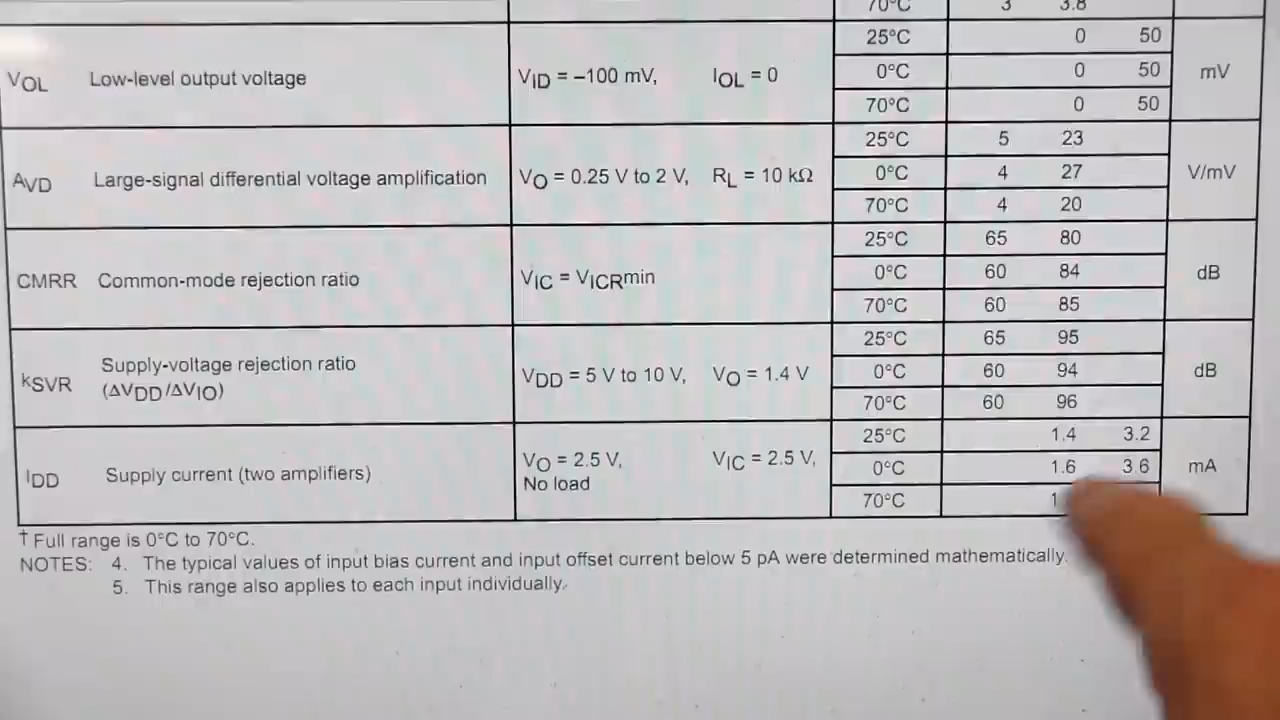 70°C 3 3.8
25°C 0 50
VOL Low-level output voltage VID = –100 mV, IOL = 0 0°C 0 50 mV
70°C 0 50
25°C 5 23
AVD Large-signal differential voltage amplification VO = 0.25 V to 2 V, RL = 10 kΩ 0°C 4 27 V/mV
70°C 4 20
25°C 65 80
CMRR Common-mode rejection ratio VIC = VICRmin 0°C 60 84 dB
70°C 60 85
25°C 65 95
kSVR Supply-voltage rejection ratio
(ΔVDD/ΔVIO) VDD = 5 V to 10 V, VO = 1.4 V 0°C 60 94 dB
70°C 60 96
25°C 1.4 3.2
IDD Supply current (two amplifiers) VO = 2.5 V, VIC = 2.5 V,
No load 0°C 1.6 3.6 mA
70°C
† Full range is 0°C to 70°C.
NOTES: 4. The typical values of input bias current and input offset current below 5 pA were determined mathematically.
5. This range also applies to each input individually.